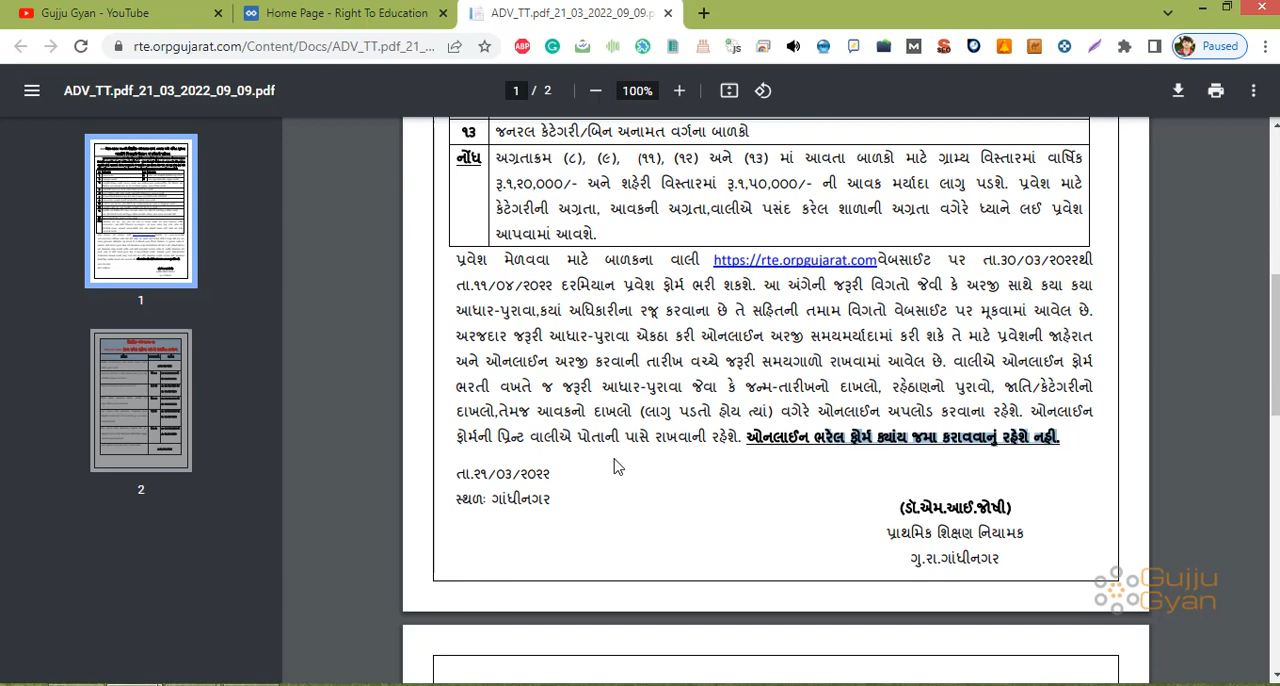 Gujju Gyan - YouTube
Home Page - Right To Education
ADV_TT.pdf_21_03_2022_09_09.p
rte.orpgujarat.com/Content/Docs/ADV_TT.pdf_21_...
Paused
ADV_TT.pdf_21_03_2022_09_09.pdf
1 / 2
100%
૧૩ જનરલ કેટેગરી/બિન અનામત વર્ગના બાળકો
નોંધ અગ્રતાક્રમ (૮), (૯), (૧૧), (૧૨) અને (૧૩) માં આવતા બાળકો માટે ગ્રામ્ય વિસ્તારમાં વાર્ષિક
રૂ.૧,૨૦,૦૦૦/- અને શહેરી વિસ્તારમાં રૂ.૧,૫૦,૦૦૦/- ની આવક મર્યાદા લાગુ પડશે. પ્રવેશ માટે
કેટેગરીની અગ્રતા, આવકની અગ્રતા,વાલીએ પસંદ કરેલ શાળાની અગ્રતા વગેરે ધ્યાને લઈ પ્રવેશ
આપવામાં આવશે.
પ્રવેશ મેળવવા માટે બાળકના વાલી https://rte.orpgujarat.comવેબસાઈટ પર તા.30/૦૩/૨૦૨૨થી
તા.૧૧/૦૪/૨૦૨૨ દરમિયાન પ્રવેશ ફોર્મ ભરી શકશે. આ અંગેની જરૂરી વિગતો જેવી કે અરજી સાથે કયા કયા
આધાર-પુરાવા,કયાં અધિકારીના રજૂ કરવાના છે તે સહિતની તમામ વિગતો વેબસાઈટ પર મૂકવામાં આવેલ છે.
અરજદાર જરૂરી આધાર-પુરાવા એકઠા કરી ઓનલાઈન અરજી સમયમર્યાદામાં કરી શકે તે માટે પ્રવેશની જાહેરાત
અને ઓનલાઈન અરજી કરવાની તારીખ વચ્ચે જરૂરી સમયગાળો રાખવામાં આવેલ છે. વાલીએ ઓનલાઈન ફોર્મ
ભરતી વખતે જ જરૂરી આધાર-પુરાવા જેવા કે જન્મ-તારીખનો દાખલો, રહેઠાણનો પુરાવો, જાતિ/કેટેગરીનો
દાખલો,તેમજ આવકનો દાખલો (લાગુ પડતો હોય ત્યાં) વગેરે ઓનલાઈન અપલોડ કરવાના રહેશે. ઓનલાઈન
ફોર્મની પ્રિન્ટ વાલીએ પોતાની પાસે રાખવાની રહેશે. ઓનલાઈન ભરેલ ફોર્મ ક્યાંય જમા કરાવવાનું રહેશે નહી.
તા.૨૧/૦૩/૨૦૨૨
સ્થળઃ ગાંધીનગર
(ડૉ.એમ.આઈ.જોષી)
પ્રાથમિક શિક્ષણ નિયામક
ગુ.રા.ગાંધીનગર
Gujju
Gyan
1
2